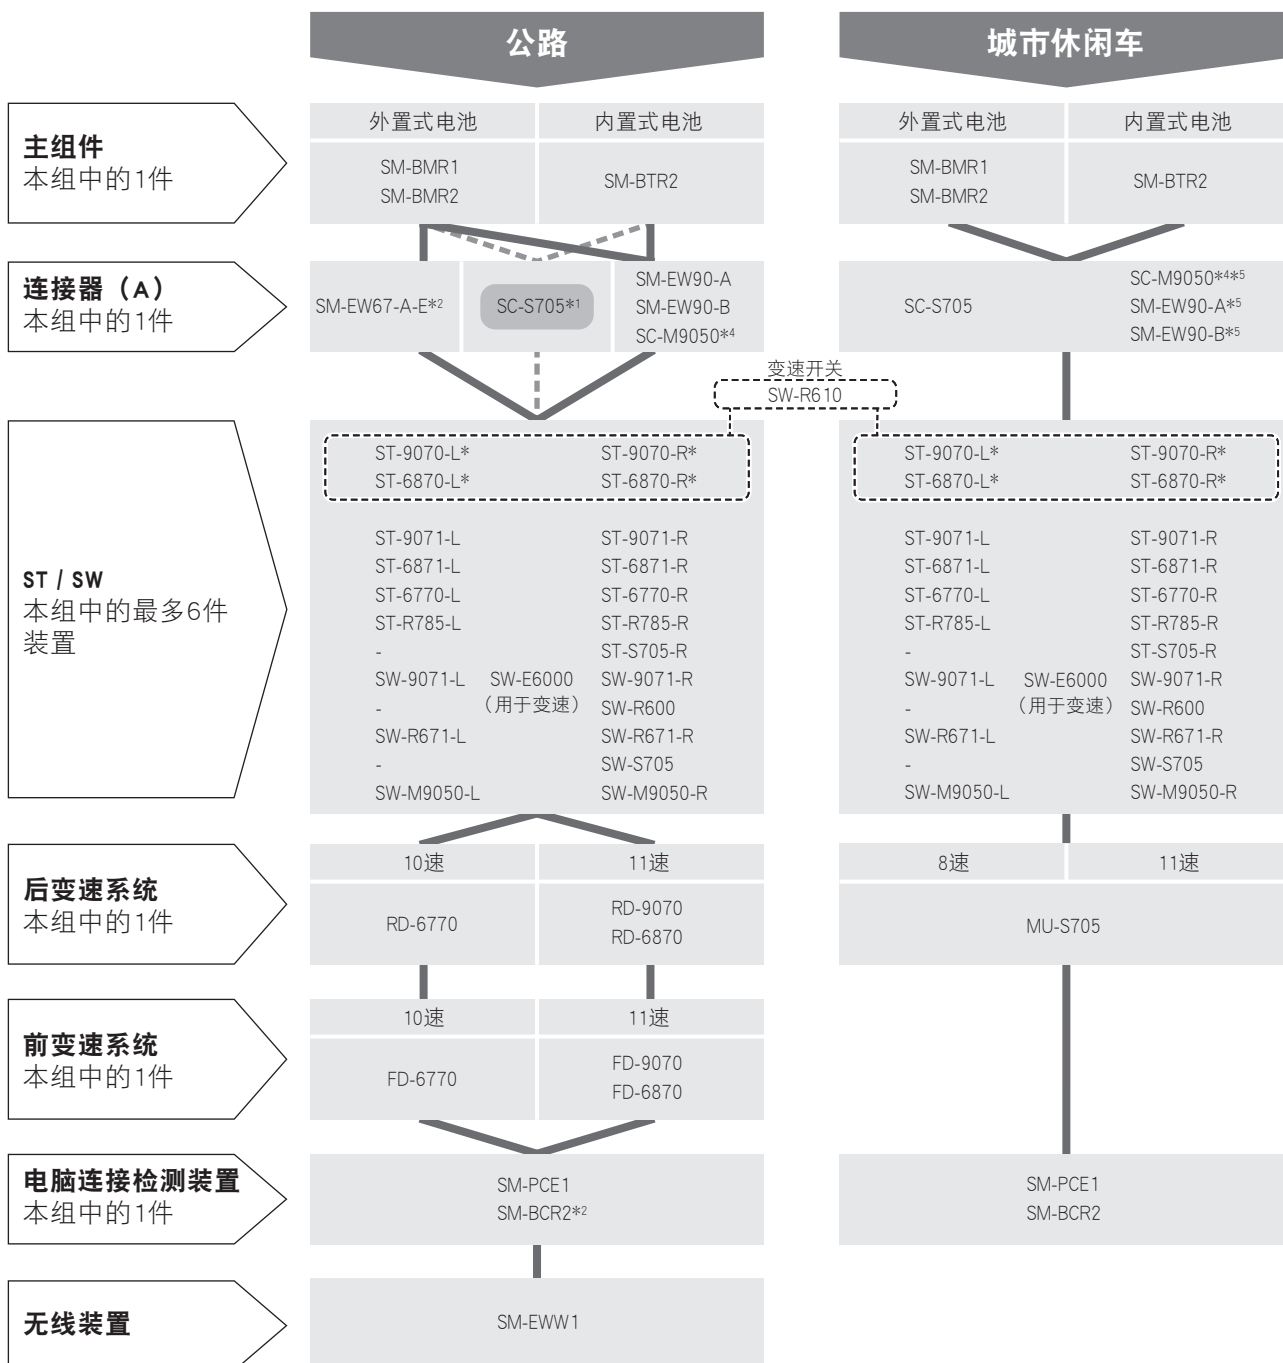 公路
城市休闲车
主组件
本组中的1件
外置式电池
内置式电池
SM-BMR1
SM-BMR2
SM-BTR2
外置式电池
内置式电池
SM-BMR1
SM-BMR2
SM-BTR2
连接器（A）
本组中的1件
SM-EW67-A-E*2
SC-S705*1
SM-EW90-A
SM-EW90-B
SC-M9050*4
SC-S705
SC-M9050*4*5
SM-EW90-A*5
SM-EW90-B*5
变速开关
SW-R610
ST / SW
本组中的最多6件
装置
ST-9070-L* ST-9070-R*
ST-6870-L* ST-6870-R*
ST-9071-L ST-9071-R
ST-6871-L ST-6871-R
ST-6770-L ST-6770-R
ST-R785-L ST-R785-R
- ST-S705-R
SW-9071-L SW-E6000 SW-9071-R
- （用于变速） SW-R600
SW-R671-L SW-R671-R
- SW-S705
SW-M9050-L SW-M9050-R
ST-9070-L* ST-9070-R*
ST-6870-L* ST-6870-R*
ST-9071-L ST-9071-R
ST-6871-L ST-6871-R
ST-6770-L ST-6770-R
ST-R785-L ST-R785-R
- ST-S705-R
SW-9071-L SW-E6000 SW-9071-R
- （用于变速） SW-R600
SW-R671-L SW-R671-R
- SW-S705
SW-M9050-L SW-M9050-R
后变速系统
本组中的1件
10速
11速
RD-6770
RD-9070
RD-6870
8速
11速
MU-S705
前变速系统
本组中的1件
10速
11速
FD-6770
FD-9070
FD-6870
电脑连接检测装置
本组中的1件
SM-PCE1
SM-BCR2*2
SM-PCE1
SM-BCR2
无线装置
SM-EWW1